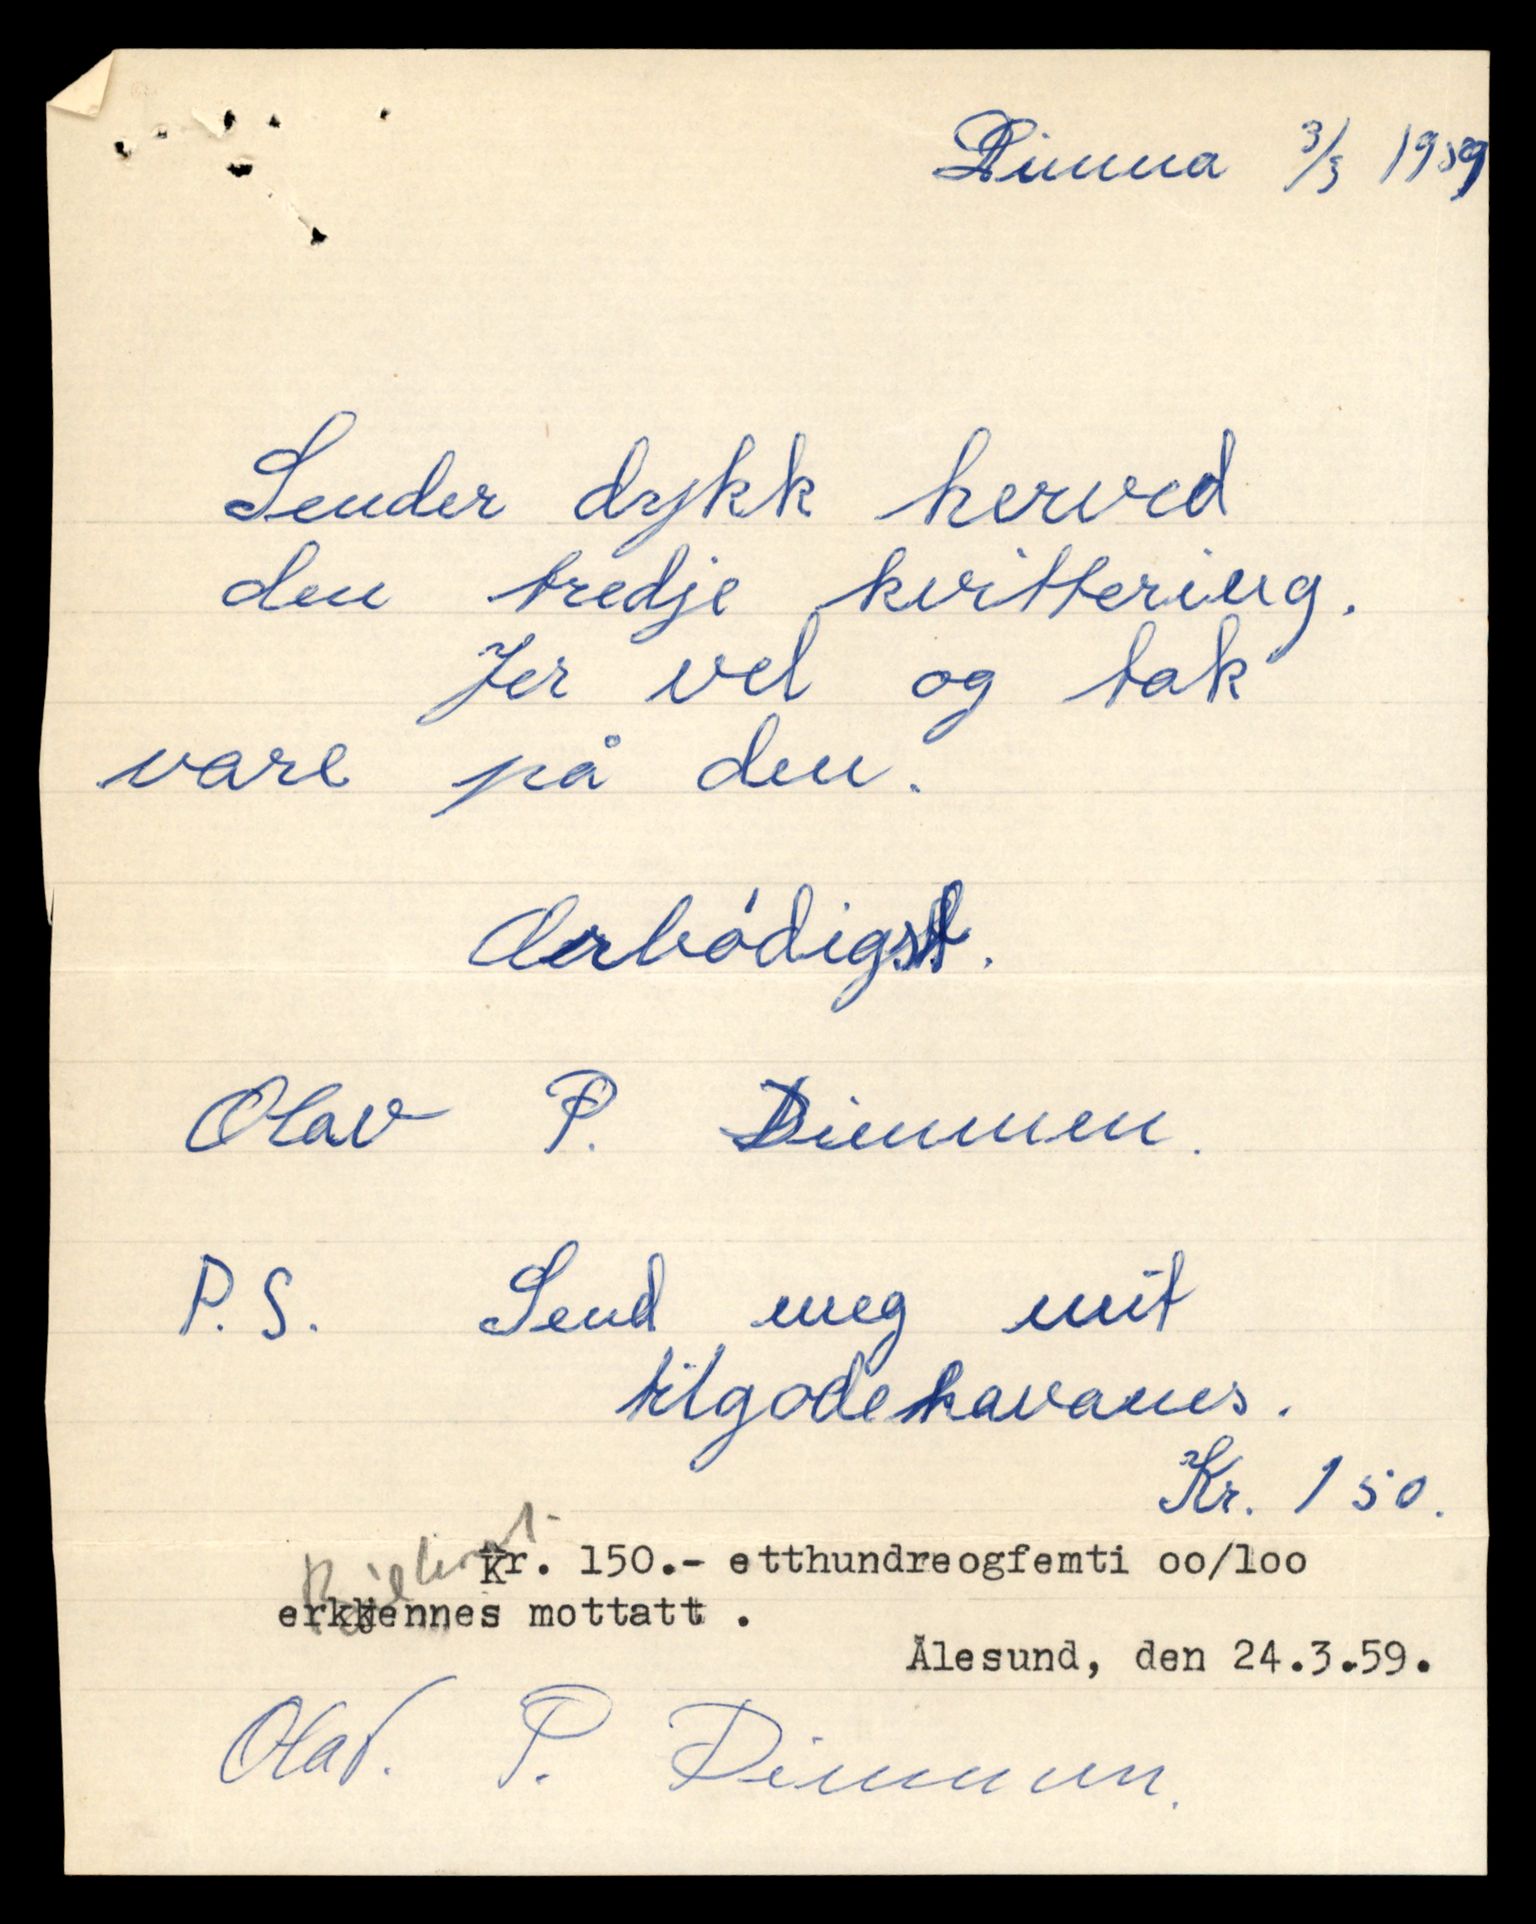 Dimna 3/3 1959
Sender dykk herved
den tredje kvittering.
Jer vel og tak
vare på den.
Aerbödigst.
Olav P. Dimmen.
P.S. Send meg mit
tilgodehavanes.
Kr. 150.
Kr. 150.- etthundreogfemti oo/loo
erkjennes mottatt .
Ålesund, den 24.3.59.
Olav. P. Dimmen.